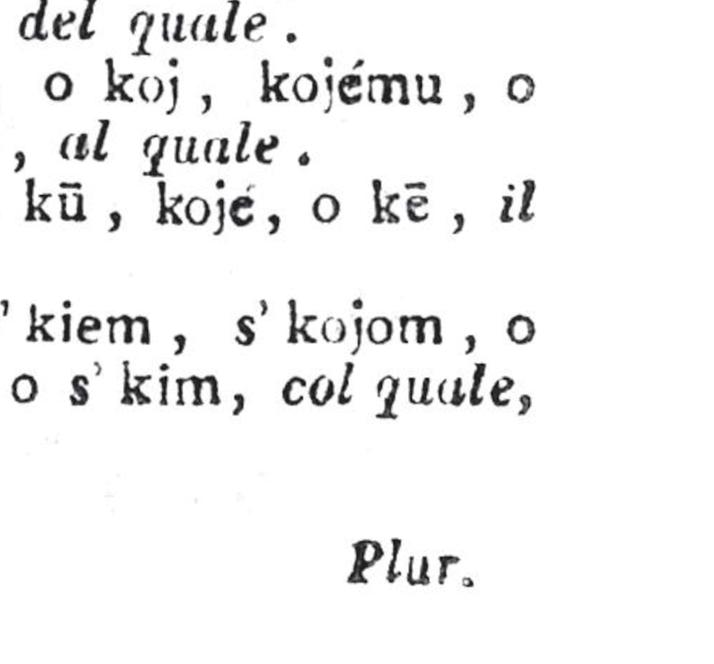 del quale .
o koj , kojému , o
, al quale .
kū , kojé, o kē , il
’ kiem , s’ kojom , o
o s’ kim, col quale,
Plur.